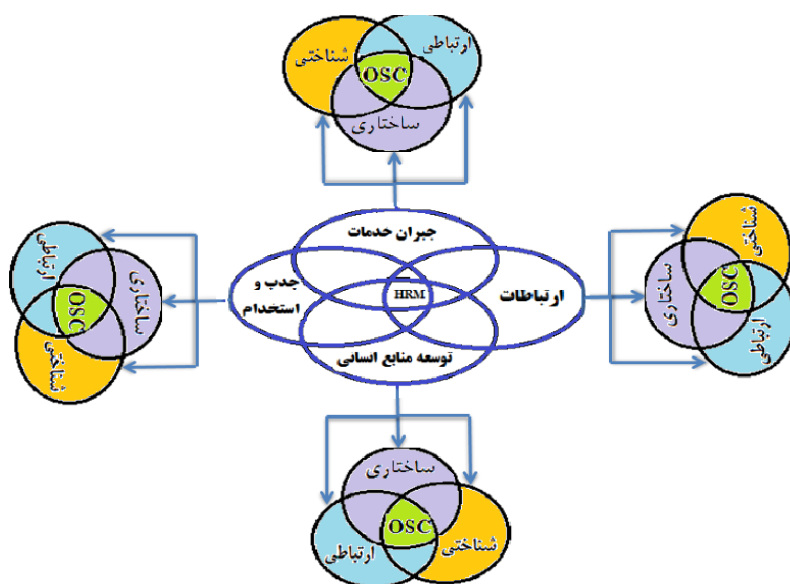 ارتباطی
شناختی
OSC
ساختاری
جبران خدمات
ارتباطات
HRM
جدب و
استخدام
توسعه منابع انسانی
شناختی
ساختاری
OSC
ارتباطی
ارتباطی
ساختاری
OSC
شناختی
ساختاری
OSC
شناختی
ارتباطی